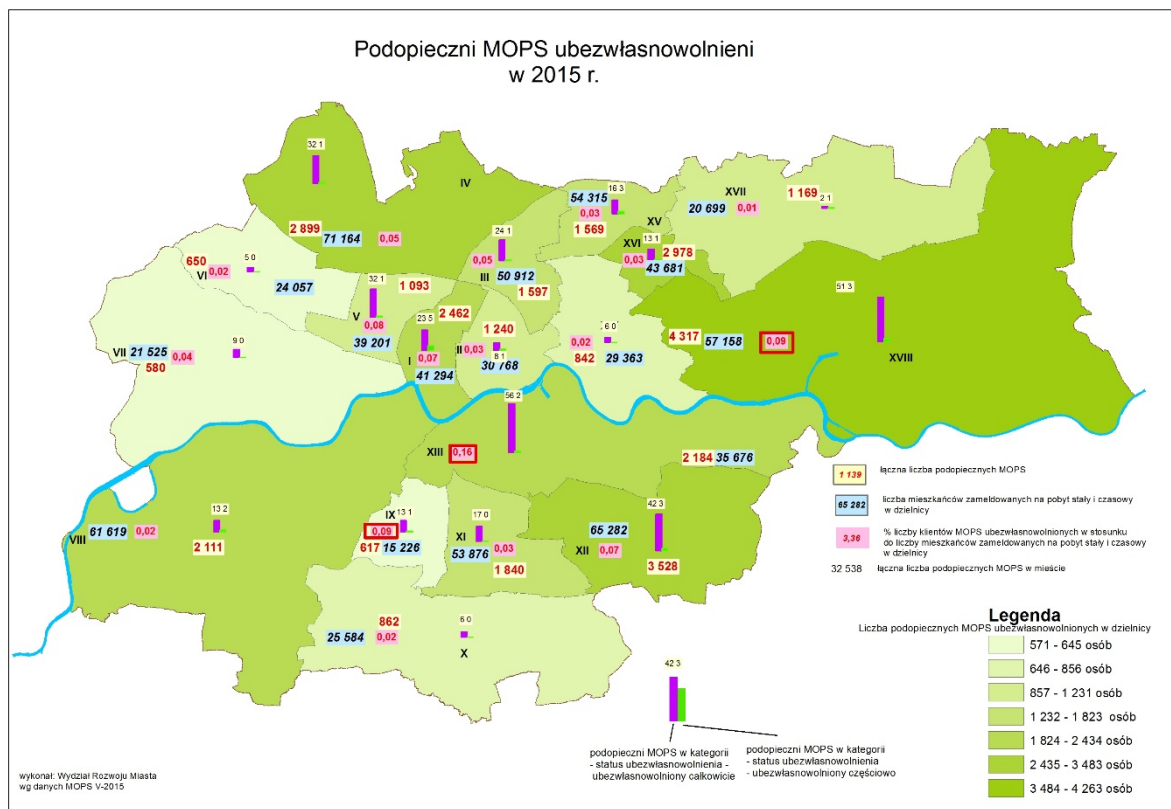 Podopieczni MOPS ubezwłasnowolnieni
w 2015 r.
32 1
IV
2 899
71 164
0,05
54 315
16 3
0,03
1 569
XV
XVII
20 699
0,01
1 169
2 1
XVI
13 1
2 978
0,03
43 681
24 1
0,05
III
50 912
1 597
650
VI
0,02
5 0
24 057
32 1
1 093
V
0,08
39 201
23 5
2 462
I
0,07
41 294
1 240
II
0,03
8 1
30 768
6 0
0,02
842
29 363
51 3
4 317
57 158
0,09
XVIII
VII
21 525
0,04
580
9 0
56 2
XIII
0,16
2 184
35 676
VIII
61 619
0,02
13 2
2 111
IX
13 1
0,09
617
15 226
17 0
XI
53 876
0,03
1 840
42 3
65 282
XII
0,07
3 528
862
25 584
0,02
6 0
X
1 139
łączna liczba podopiecznych MOPS
65 282
liczba mieszkańców zameldowanych na pobyt stały i czasowy
w dzielnicy
3,36
% liczby klientów MOPS ubezwłasnowolnionych w stosunku
do liczby mieszkańców zameldowanych na pobyt stały i czasowy
w dzielnicy
32 538
łączna liczba podopiecznych MOPS w mieście
Legenda
Liczba podopiecznych MOPS ubezwłasnowolnionych w dzielnicy
571 - 645 osób
646 - 856 osób
857 - 1 231 osób
1 232 - 1 823 osób
1 824 - 2 434 osób
2 435 - 3 483 osób
3 484 - 4 263 osób
42 3
podopieczni MOPS w kategorii
- status ubezwłasnowolnienia -
- ubezwłasnowolniony całkowicie
podopieczni MOPS w kategorii
- status ubezwłasnowolnienia
- ubezwłasnowolniony częściowo
wykonał: Wydział Rozwoju Miasta
wg danych MOPS V-2015